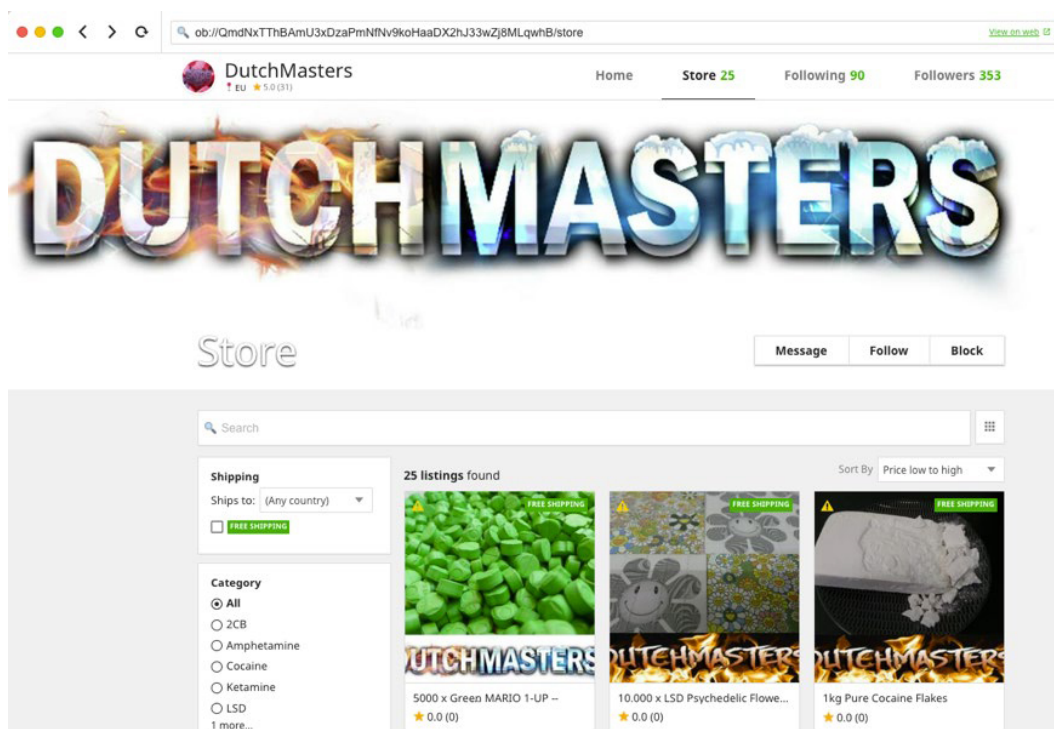 ob://QmdNxTThBAmU3xDzaPmNfNv9koHaaDX2hJ33wZj8MLqwhB/store
View on web
DutchMasters
EU 5.0 (31)
Home Store 25 Following 90 Followers 353
DUTCHMASTERS
Store
Message Follow Block
Search
Shipping
Ships to: (Any country)
FREE SHIPPING
Category
All
2CB
Amphetamine
Cocaine
Ketamine
LSD
1 more...
25 listings found
Sort By Price low to high
FREE SHIPPING
UTCHMASTERS
5000 x Green MARIO 1-UP --
0.0 (0)
FREE SHIPPING
DUTCHMASTERS
10.000 x LSD Psychedelic Flowe...
0.0 (0)
FREE SHIPPING
DUTCHMASTERS
1kg Pure Cocaine Flakes
0.0 (0)